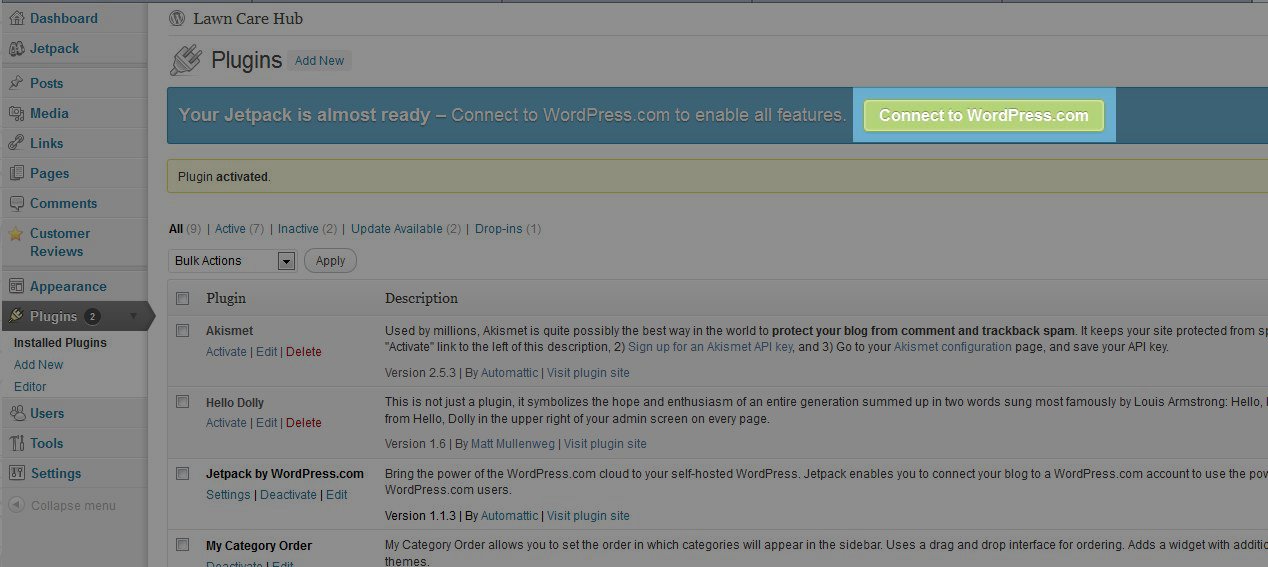 Dashboard
Jetpack
Posts
Media
Links
Pages
Comments
Customer
Reviews
Appearance
Plugins 2
Installed Plugins
Add New
Editor
Users
Tools
Settings
Collapse menu
Lawn Care Hub
Plugins Add New
Your Jetpack is almost ready – Connect to WordPress.com to enable all features. Connect to WordPress.com
Plugin activated.
All (9) | Active (7) | Inactive (2) | Update Available (2) | Drop-ins (1)
Bulk Actions Apply
Plugin Description
Akismet
Activate | Edit | Delete
Used by millions, Akismet is quite possibly the best way in the world to protect your blog from comment and trackback spam. It keeps your site protected from
"Activate" link to the left of this description, 2) Sign up for an Akismet API key, and 3) Go to your Akismet configuration page, and save your API key.
Version 2.5.3 | By Automattic | Visit plugin site
Hello Dolly
Activate | Edit | Delete
This is not just a plugin, it symbolizes the hope and enthusiasm of an entire generation summed up in two words sung most famously by Louis Armstrong: Hello,
from Hello, Dolly in the upper right of your admin screen on every page.
Version 1.6 | By Matt Mullenweg | Visit plugin site
Jetpack by WordPress.com
Settings | Deactivate | Edit
Bring the power of the WordPress.com cloud to your self-hosted WordPress. Jetpack enables you to connect your blog to a WordPress.com account to use the
WordPress.com users.
Version 1.1.3 | By Automattic | Visit plugin site
My Category Order
Deactivate | Edit
My Category Order allows you to set the order in which categories will appear in the sidebar. Uses a drag and drop interface for ordering. Adds a widget with
themes.